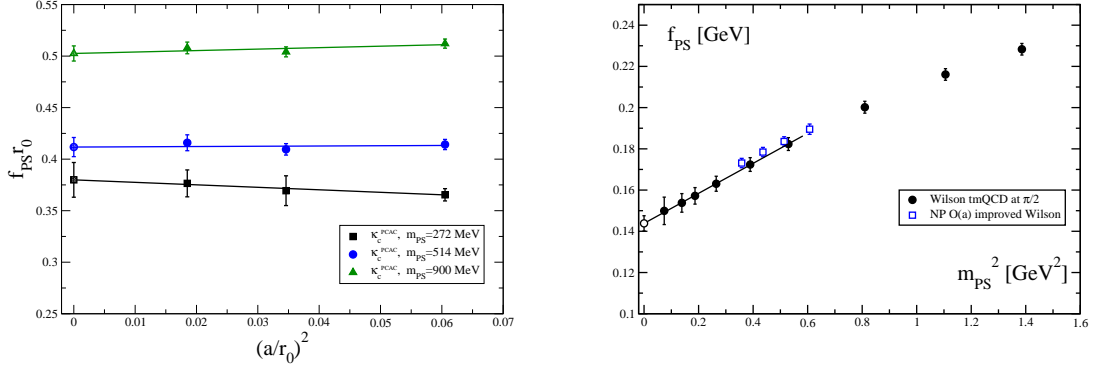 0.55
0.5
0.45
0.4
0.35
0.3
0.25
f_PS r_0
0 0.01 0.02 0.03 0.04 0.05 0.06 0.07
(a/r_0)^2
κ_c^PCAC, m_PS=272 MeV
κ_c^PCAC, m_PS=514 MeV
κ_c^PCAC, m_PS=900 MeV
f_PS [GeV]
0.24
0.22
0.2
0.18
0.16
0.14
0.12
0.1
Wilson tmQCD at π/2
NP O(a) improved Wilson
m_PS^2 [GeV^2]
0 0.2 0.4 0.6 0.8 1 1.2 1.4 1.6